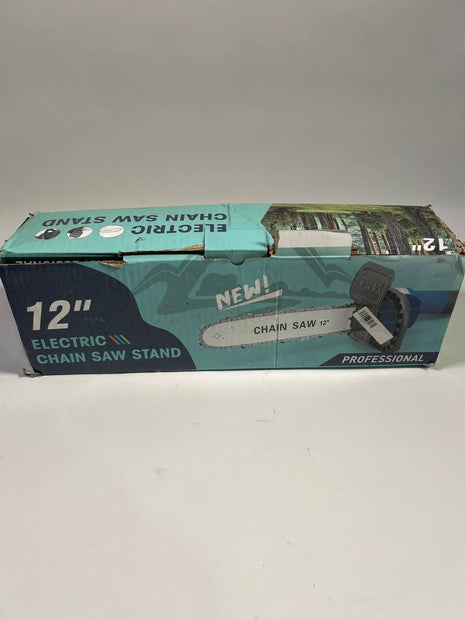 ELECTRIC
CHAIN SAW STAND
12"
12"
ELECTRIC
CHAIN SAW STAND
NEW!
CHAIN SAW 12"
PROFESSIONAL